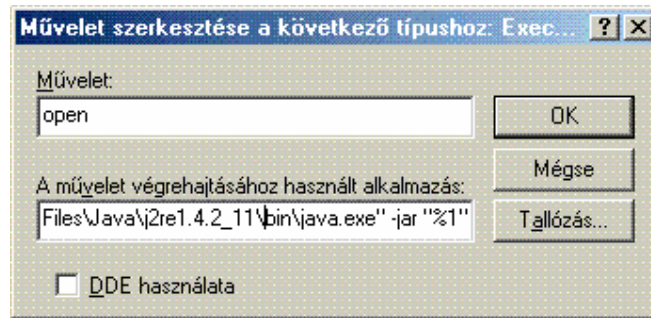 Művelet szerkesztése a következő típushoz: Exec...
Művelet:
open
OK
Mégse
A művelet végrehajtásához használt alkalmazás:
Files\Java\j2re1.4.2_11\bin\java.exe" -jar "%1"
Tallózás...
DDE használata